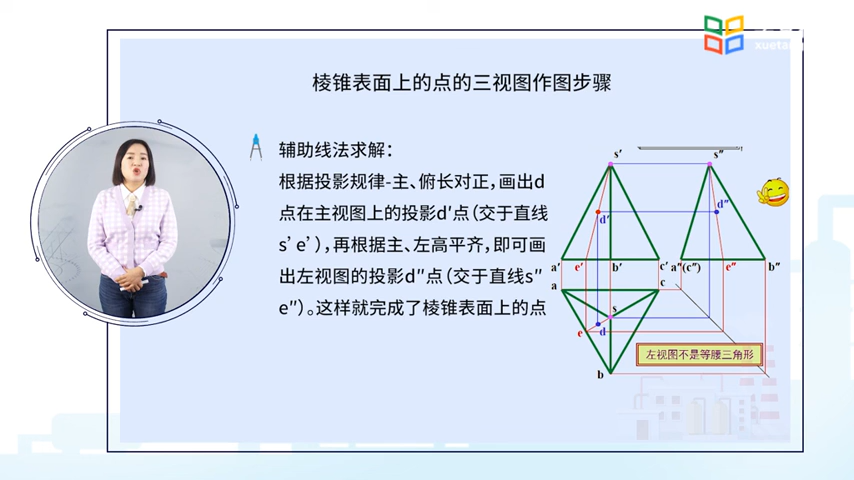 xuetang
棱锥表面上的点的三视图作图步骤
辅助线法求解：
根据投影规律-主、俯长对正，画出d
点在主视图上的投影d'点（交于直线
s'e'），再根据主、左高平齐，即可画
出左视图的投影d"点（交于直线s"
e"）。这样就完成了棱锥表面上的点
s' s"
d' d"
a' e' b' c' a"(c") e" b"
a c
s
e d
左视图不是等腰三角形
b